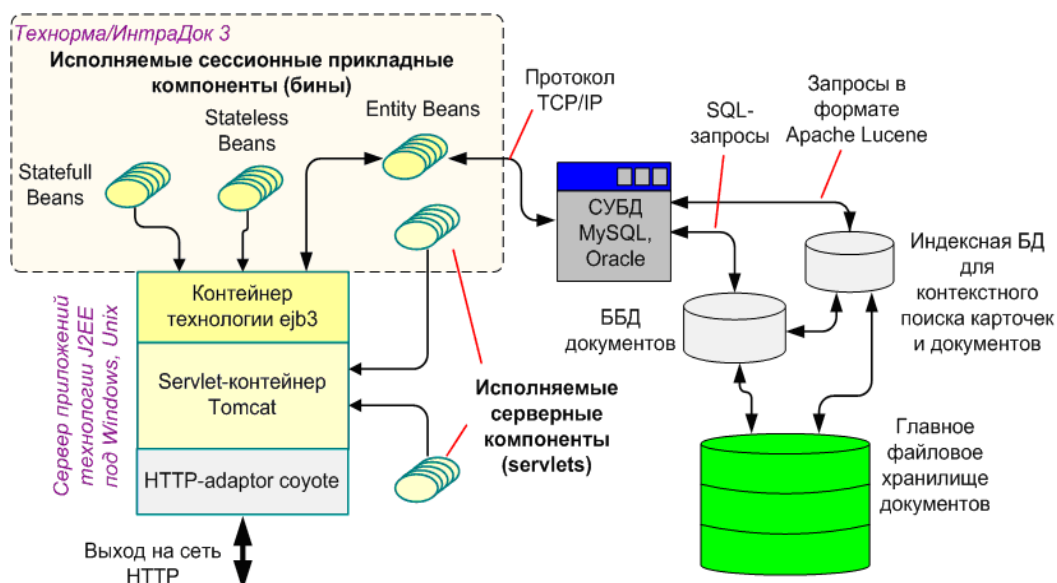 Технорма/ИнтраДок 3
Исполняемые сессионные прикладные
компоненты (бины)
Stateless
Beans
Entity Beans
Statefull
Beans
Протокол
TCP/IP
SQL-
запросы
Запросы в
формате
Apache Lucene
СУБД
MySQL,
Oracle
Индексная БД
для
контекстного
поиска карточек
и документов
ББД
документов
Сервер приложений
технологии J2EE
под Windows, Unix
Контейнер
технологии ejb3
Servlet-контейнер
Tomcat
HTTP-adaptor coyote
Исполняемые
серверные
компоненты
(servlets)
Главное
файловое
хранилище
документов
Выход на сеть
HTTP